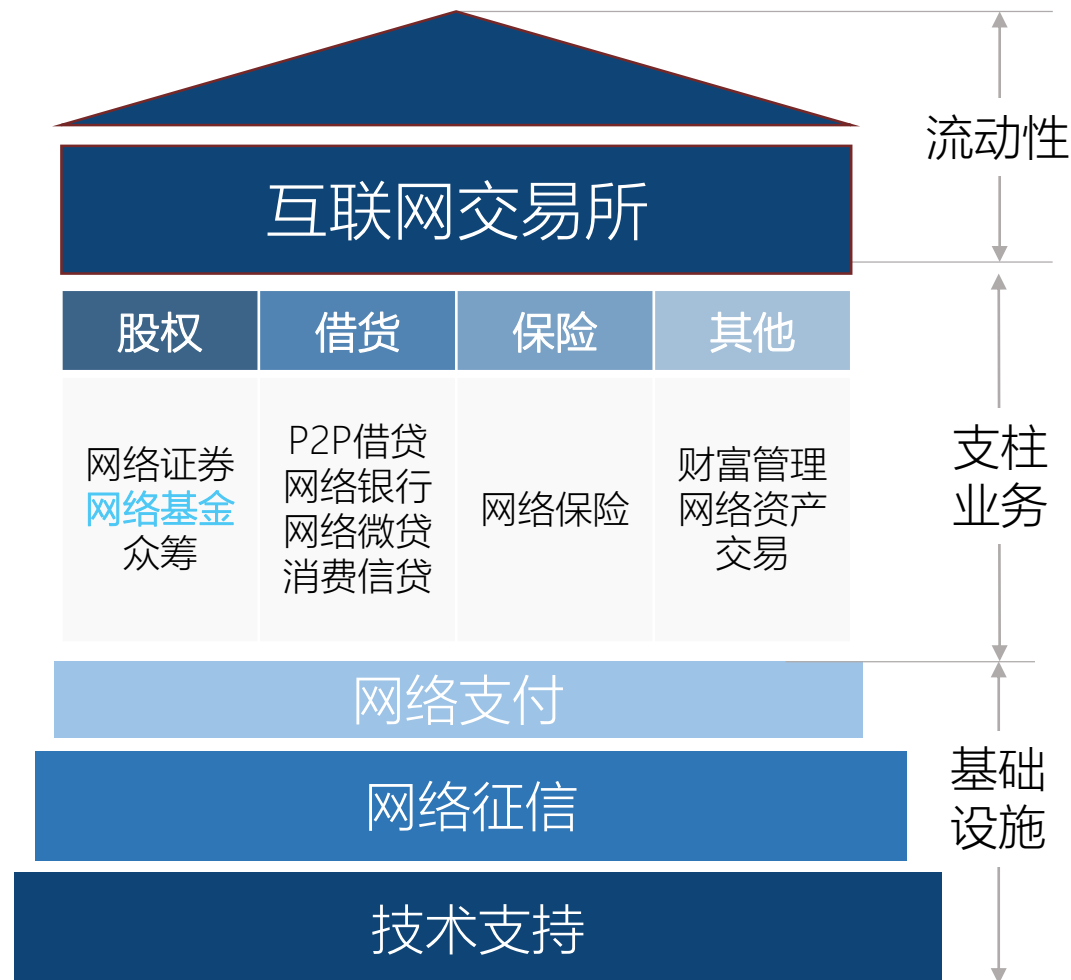 流动性
互联网交易所
股权
借货
保险
其他
网络证券
网络基金
众筹
P2P借贷
网络银行
网络微贷
消费信贷
网络保险
财富管理
网络资产
交易
支柱
业务
网络支付
网络征信
技术支持
基础
设施